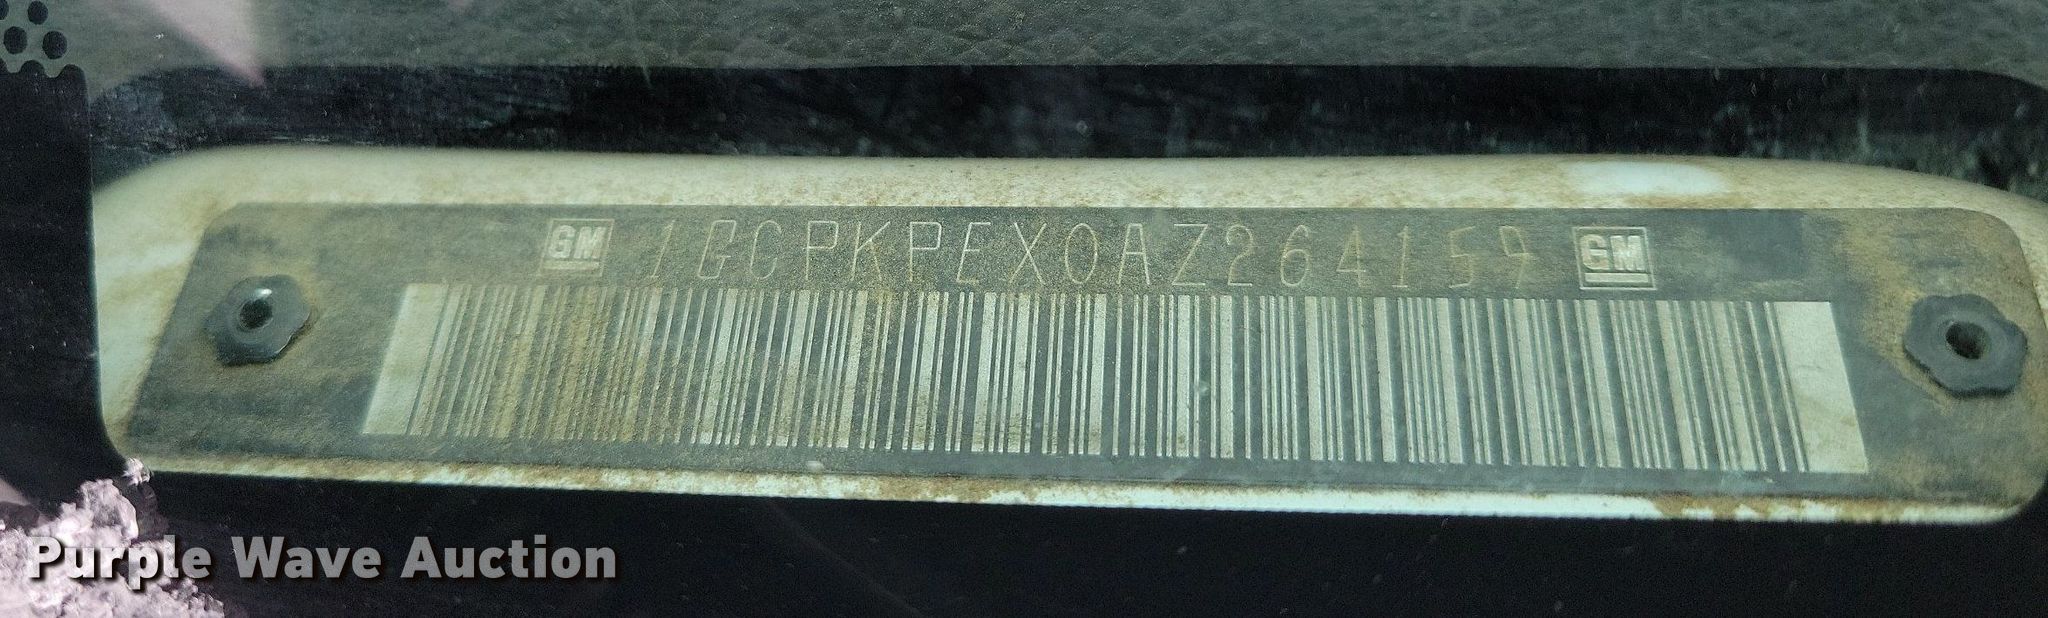 GM 1GCPKPEX0AZ264159 GM
Purple Wave Auction